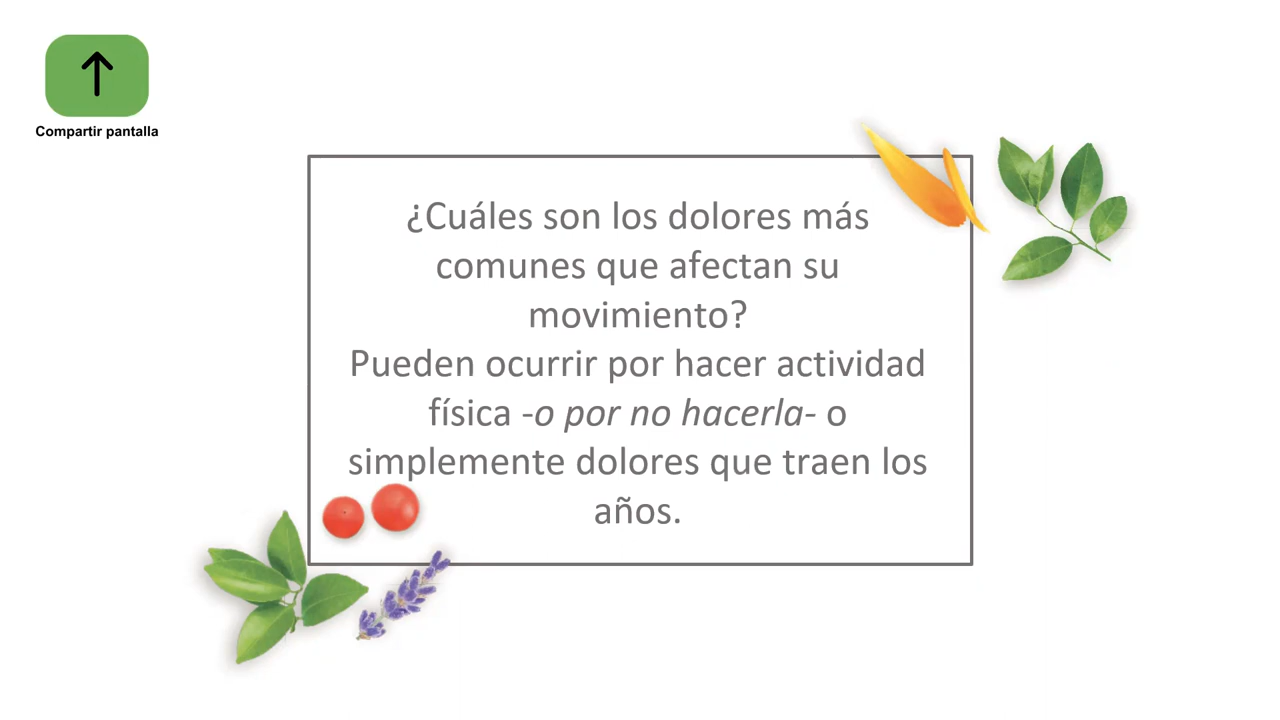 Compartir pantalla
¿Cuáles son los dolores más
comunes que afectan su
movimiento?
Pueden ocurrir por hacer actividad
física -o por no hacerla- o
simplemente dolores que traen los
años.